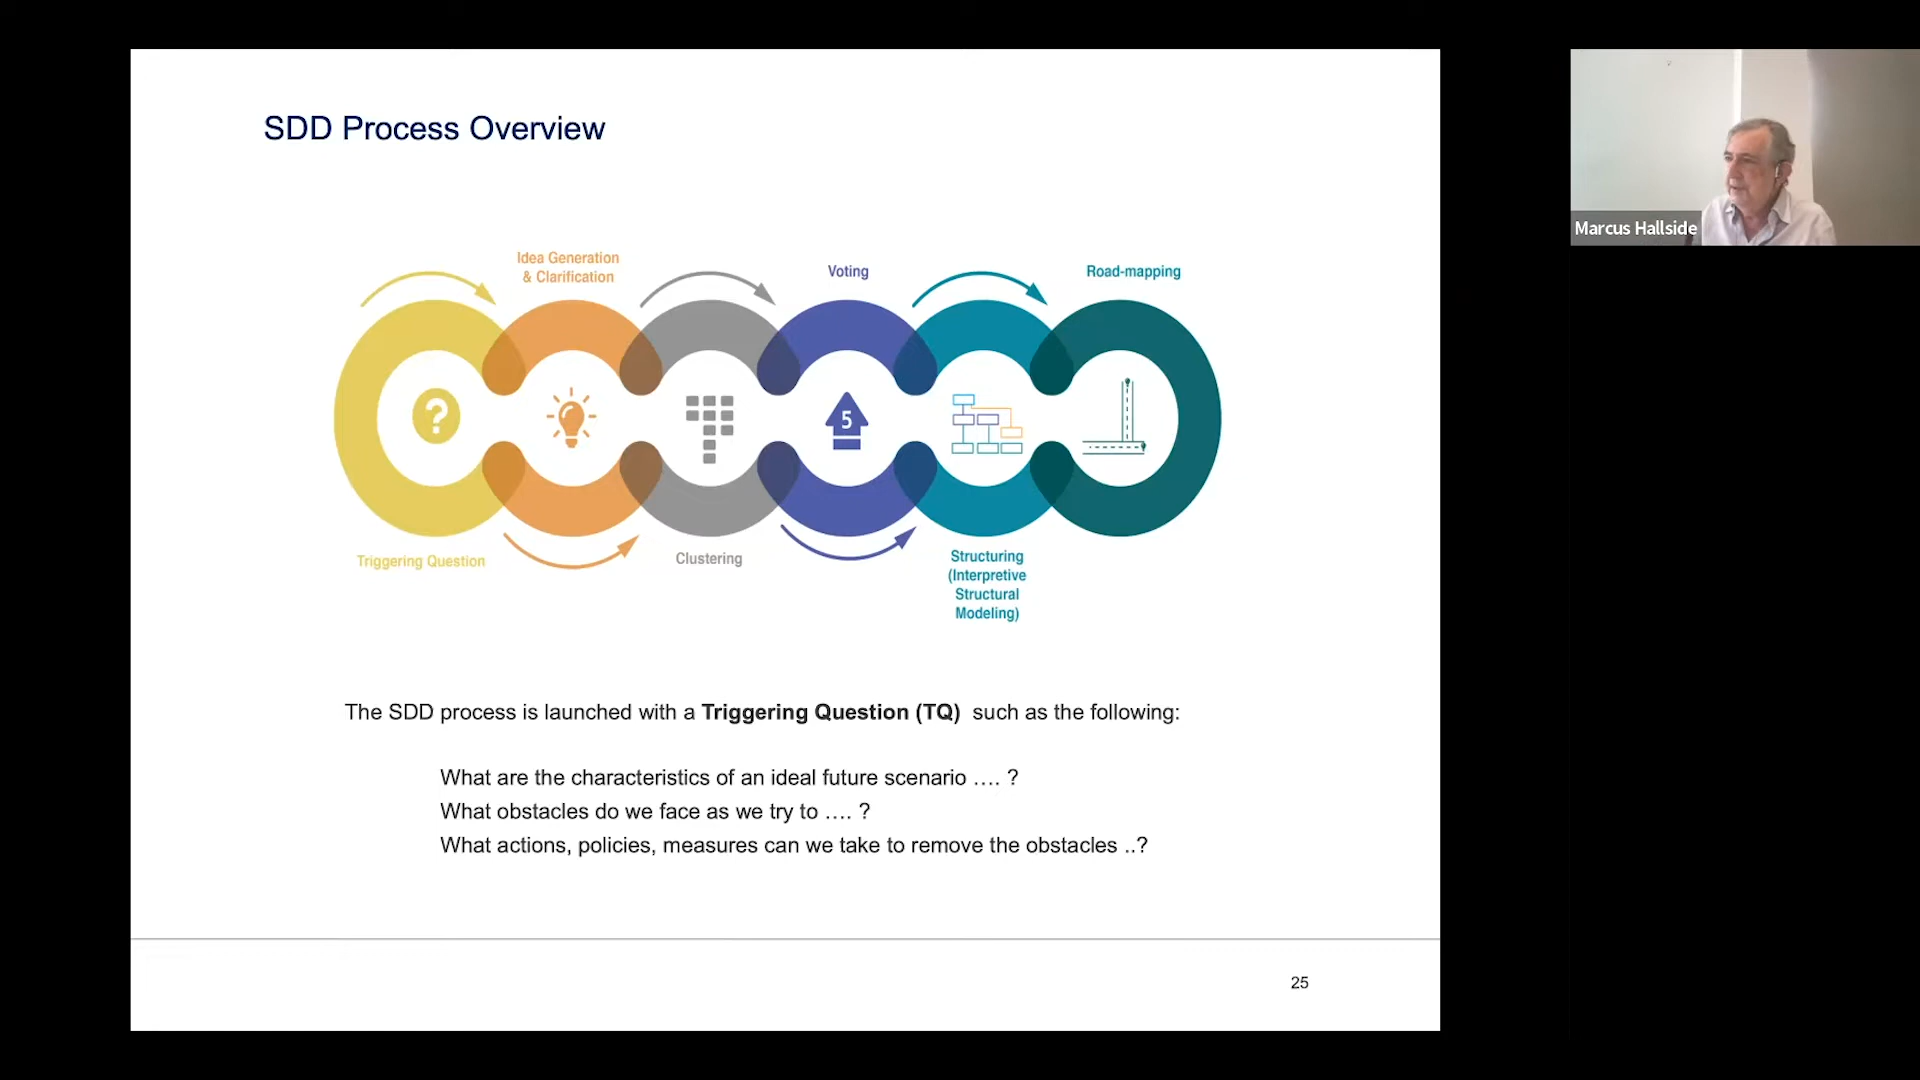 SDD Process Overview
Marcus Hallside
Idea Generation
& Clarification
Voting
Road-mapping
?
5
Triggering Question
Clustering
Structuring
(Interpretive
Structural
Modeling)
The SDD process is launched with a Triggering Question (TQ)  such as the following:
What are the characteristics of an ideal future scenario .... ?
What obstacles do we face as we try to .... ?
What actions, policies, measures can we take to remove the obstacles ..?
25